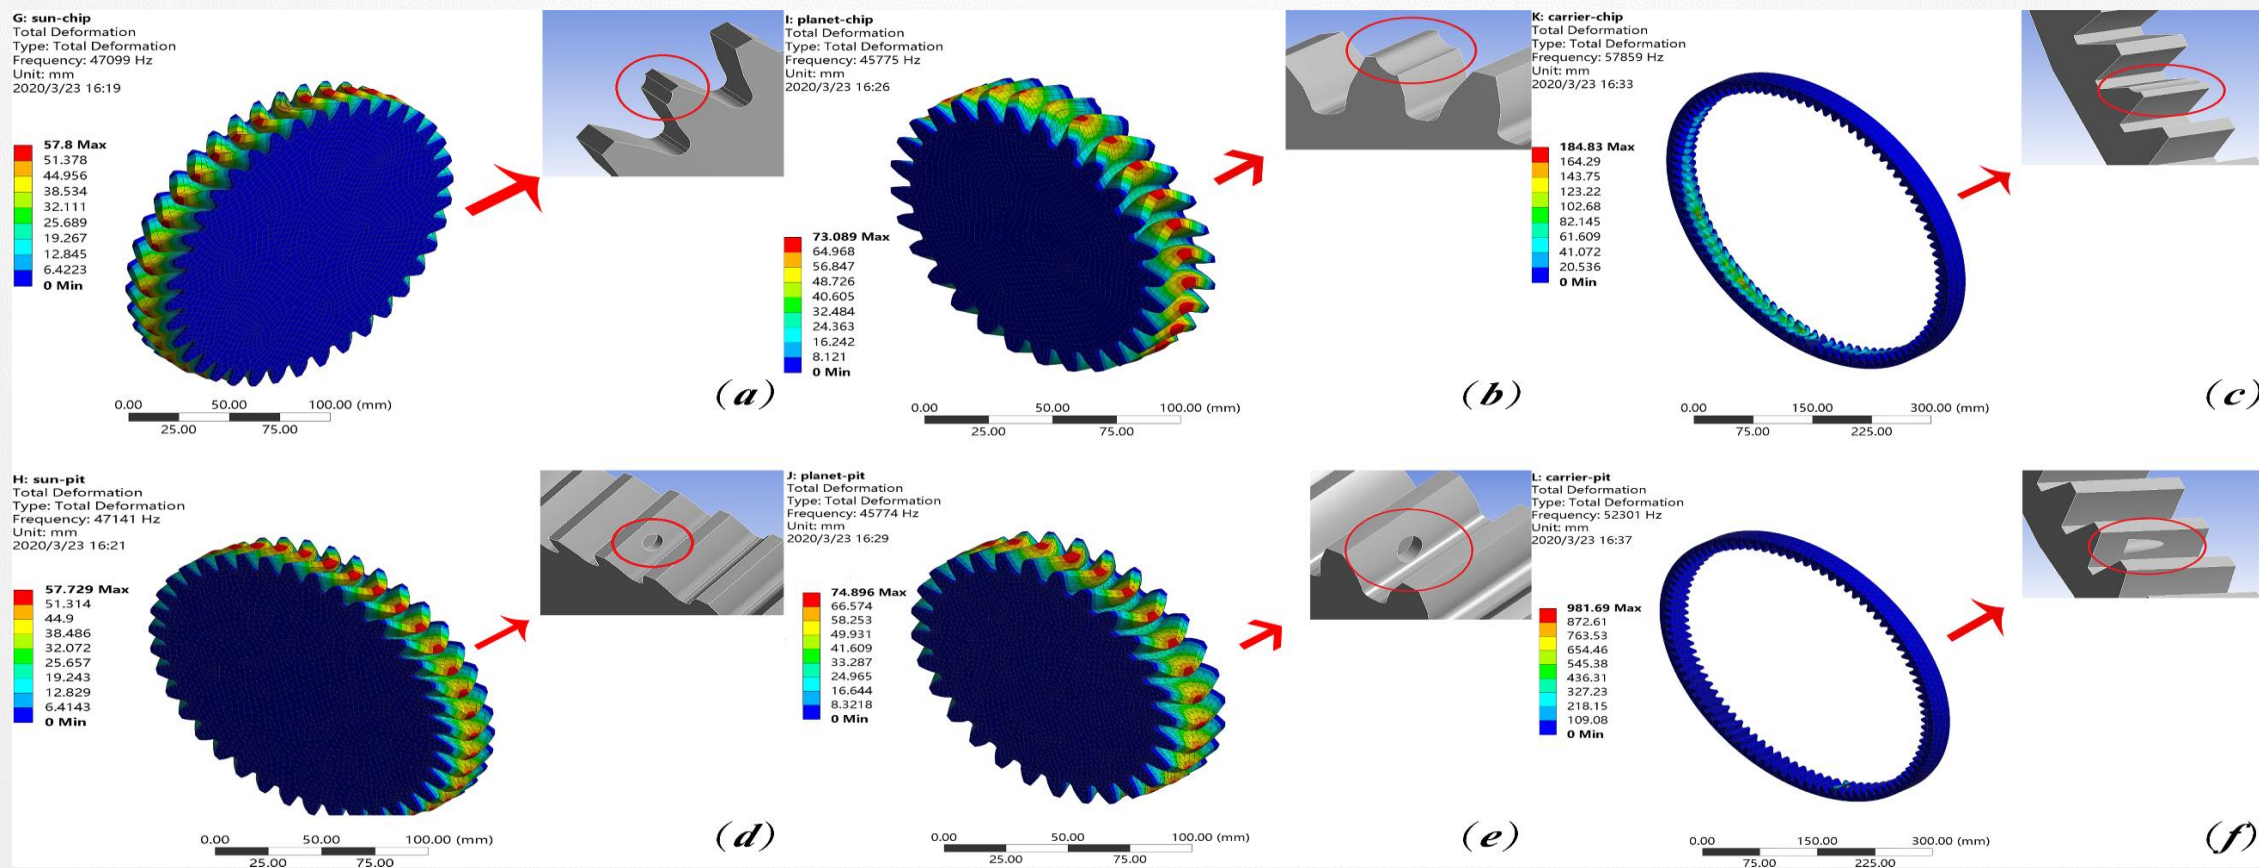 G: sun-chip
Total Deformation
Type: Total Deformation
Frequency: 47099 Hz
Unit: mm
2020/3/23 16:19
57.8 Max
51.378
44.956
38.534
32.111
25.689
19.267
12.845
6.4223
0 Min
0.00 50.00 100.00 (mm)
25.00 75.00
(a)
I: planet-chip
Total Deformation
Type: Total Deformation
Frequency: 45775 Hz
Unit: mm
2020/3/23 16:26
73.089 Max
64.968
56.847
48.726
40.605
32.484
24.363
16.242
8.121
0 Min
0.00 50.00 100.00 (mm)
25.00 75.00
(b)
K: carrier-chip
Total Deformation
Type: Total Deformation
Frequency: 57859 Hz
Unit: mm
2020/3/23 16:33
184.83 Max
164.29
143.75
123.22
102.68
82.145
61.609
41.072
20.536
0 Min
0.00 150.00 300.00 (mm)
75.00 225.00
(c)
H: sun-pit
Total Deformation
Type: Total Deformation
Frequency: 47141 Hz
Unit: mm
2020/3/23 16:21
57.729 Max
51.314
44.9
38.486
32.072
25.657
19.243
12.829
6.4143
0 Min
0.00 50.00 100.00 (mm)
25.00 75.00
(d)
J: planet-pit
Total Deformation
Type: Total Deformation
Frequency: 45774 Hz
Unit: mm
2020/3/23 16:29
74.896 Max
66.574
58.253
49.931
41.609
33.287
24.965
16.644
8.3218
0 Min
0.00 50.00 100.00 (mm)
25.00 75.00
(e)
L: carrier-pit
Total Deformation
Type: Total Deformation
Frequency: 52301 Hz
Unit: mm
2020/3/23 16:37
981.69 Max
872.61
763.53
654.46
545.38
436.31
327.23
218.15
109.08
0 Min
0.00 150.00 300.00 (mm)
75.00 225.00
(f)